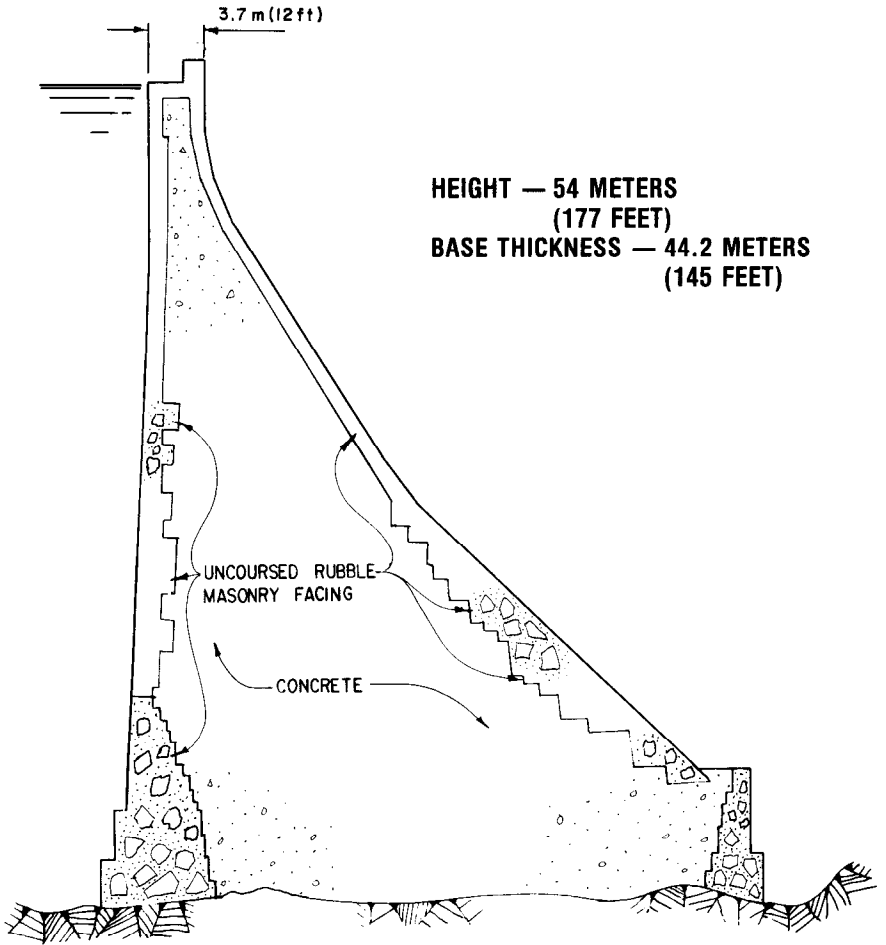 3.7 m (12 ft)
HEIGHT — 54 METERS
(177 FEET)
BASE THICKNESS — 44.2 METERS
(145 FEET)
UNCOURSED RUBBLE
MASONRY FACING
CONCRETE